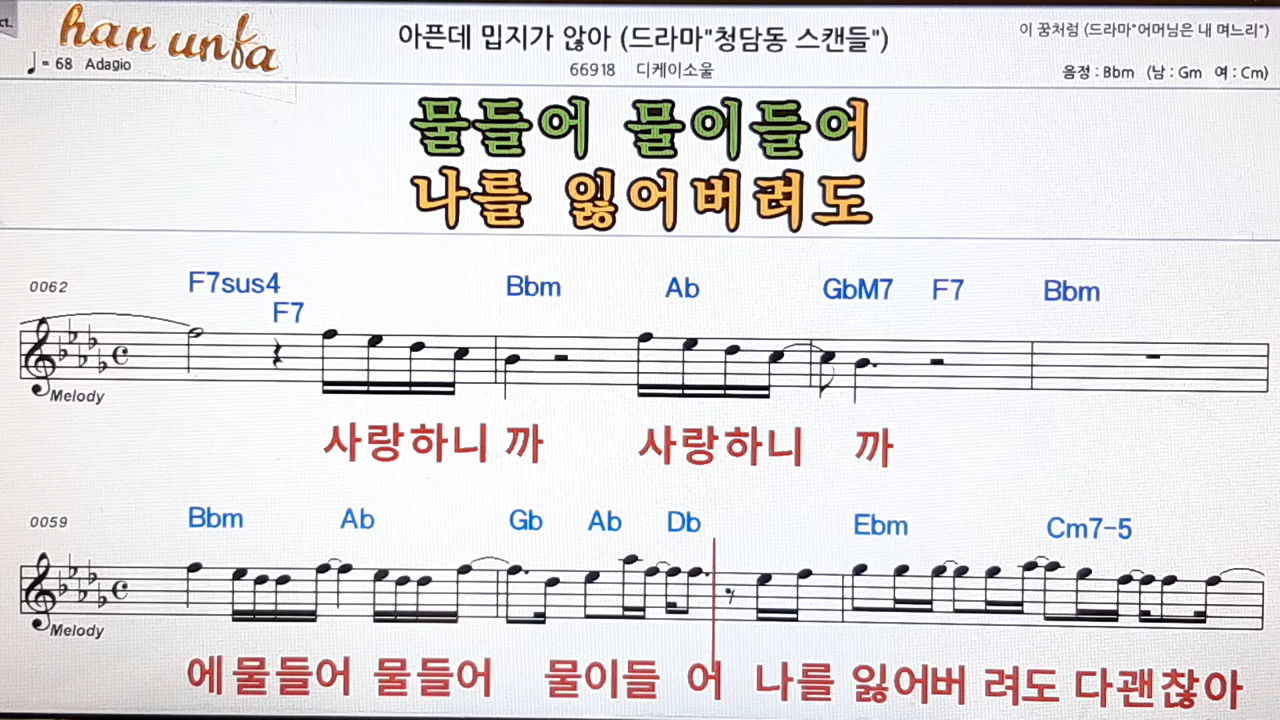 ct.
han unfa
아픈데 밉지가 않아 (드라마"청담동 스캔들")
이 꿈처럼 (드라마"어머님은 내 며느리")
♩ = 68 Adagio
66918 디케이소울
음정 : Bbm (남 : Gm 여 : Cm)
물들어 물이들어
나를 잃어버려도
0062
F7sus4 F7 Bbm Ab GbM7 F7 Bbm
Melody
사랑하니 까 사랑하니 까
0059
Bbm Ab Gb Ab Db Ebm Cm7-5
Melody
에 물들어 물들어 물이들 어 나를 잃어버 려도 다괜찮아